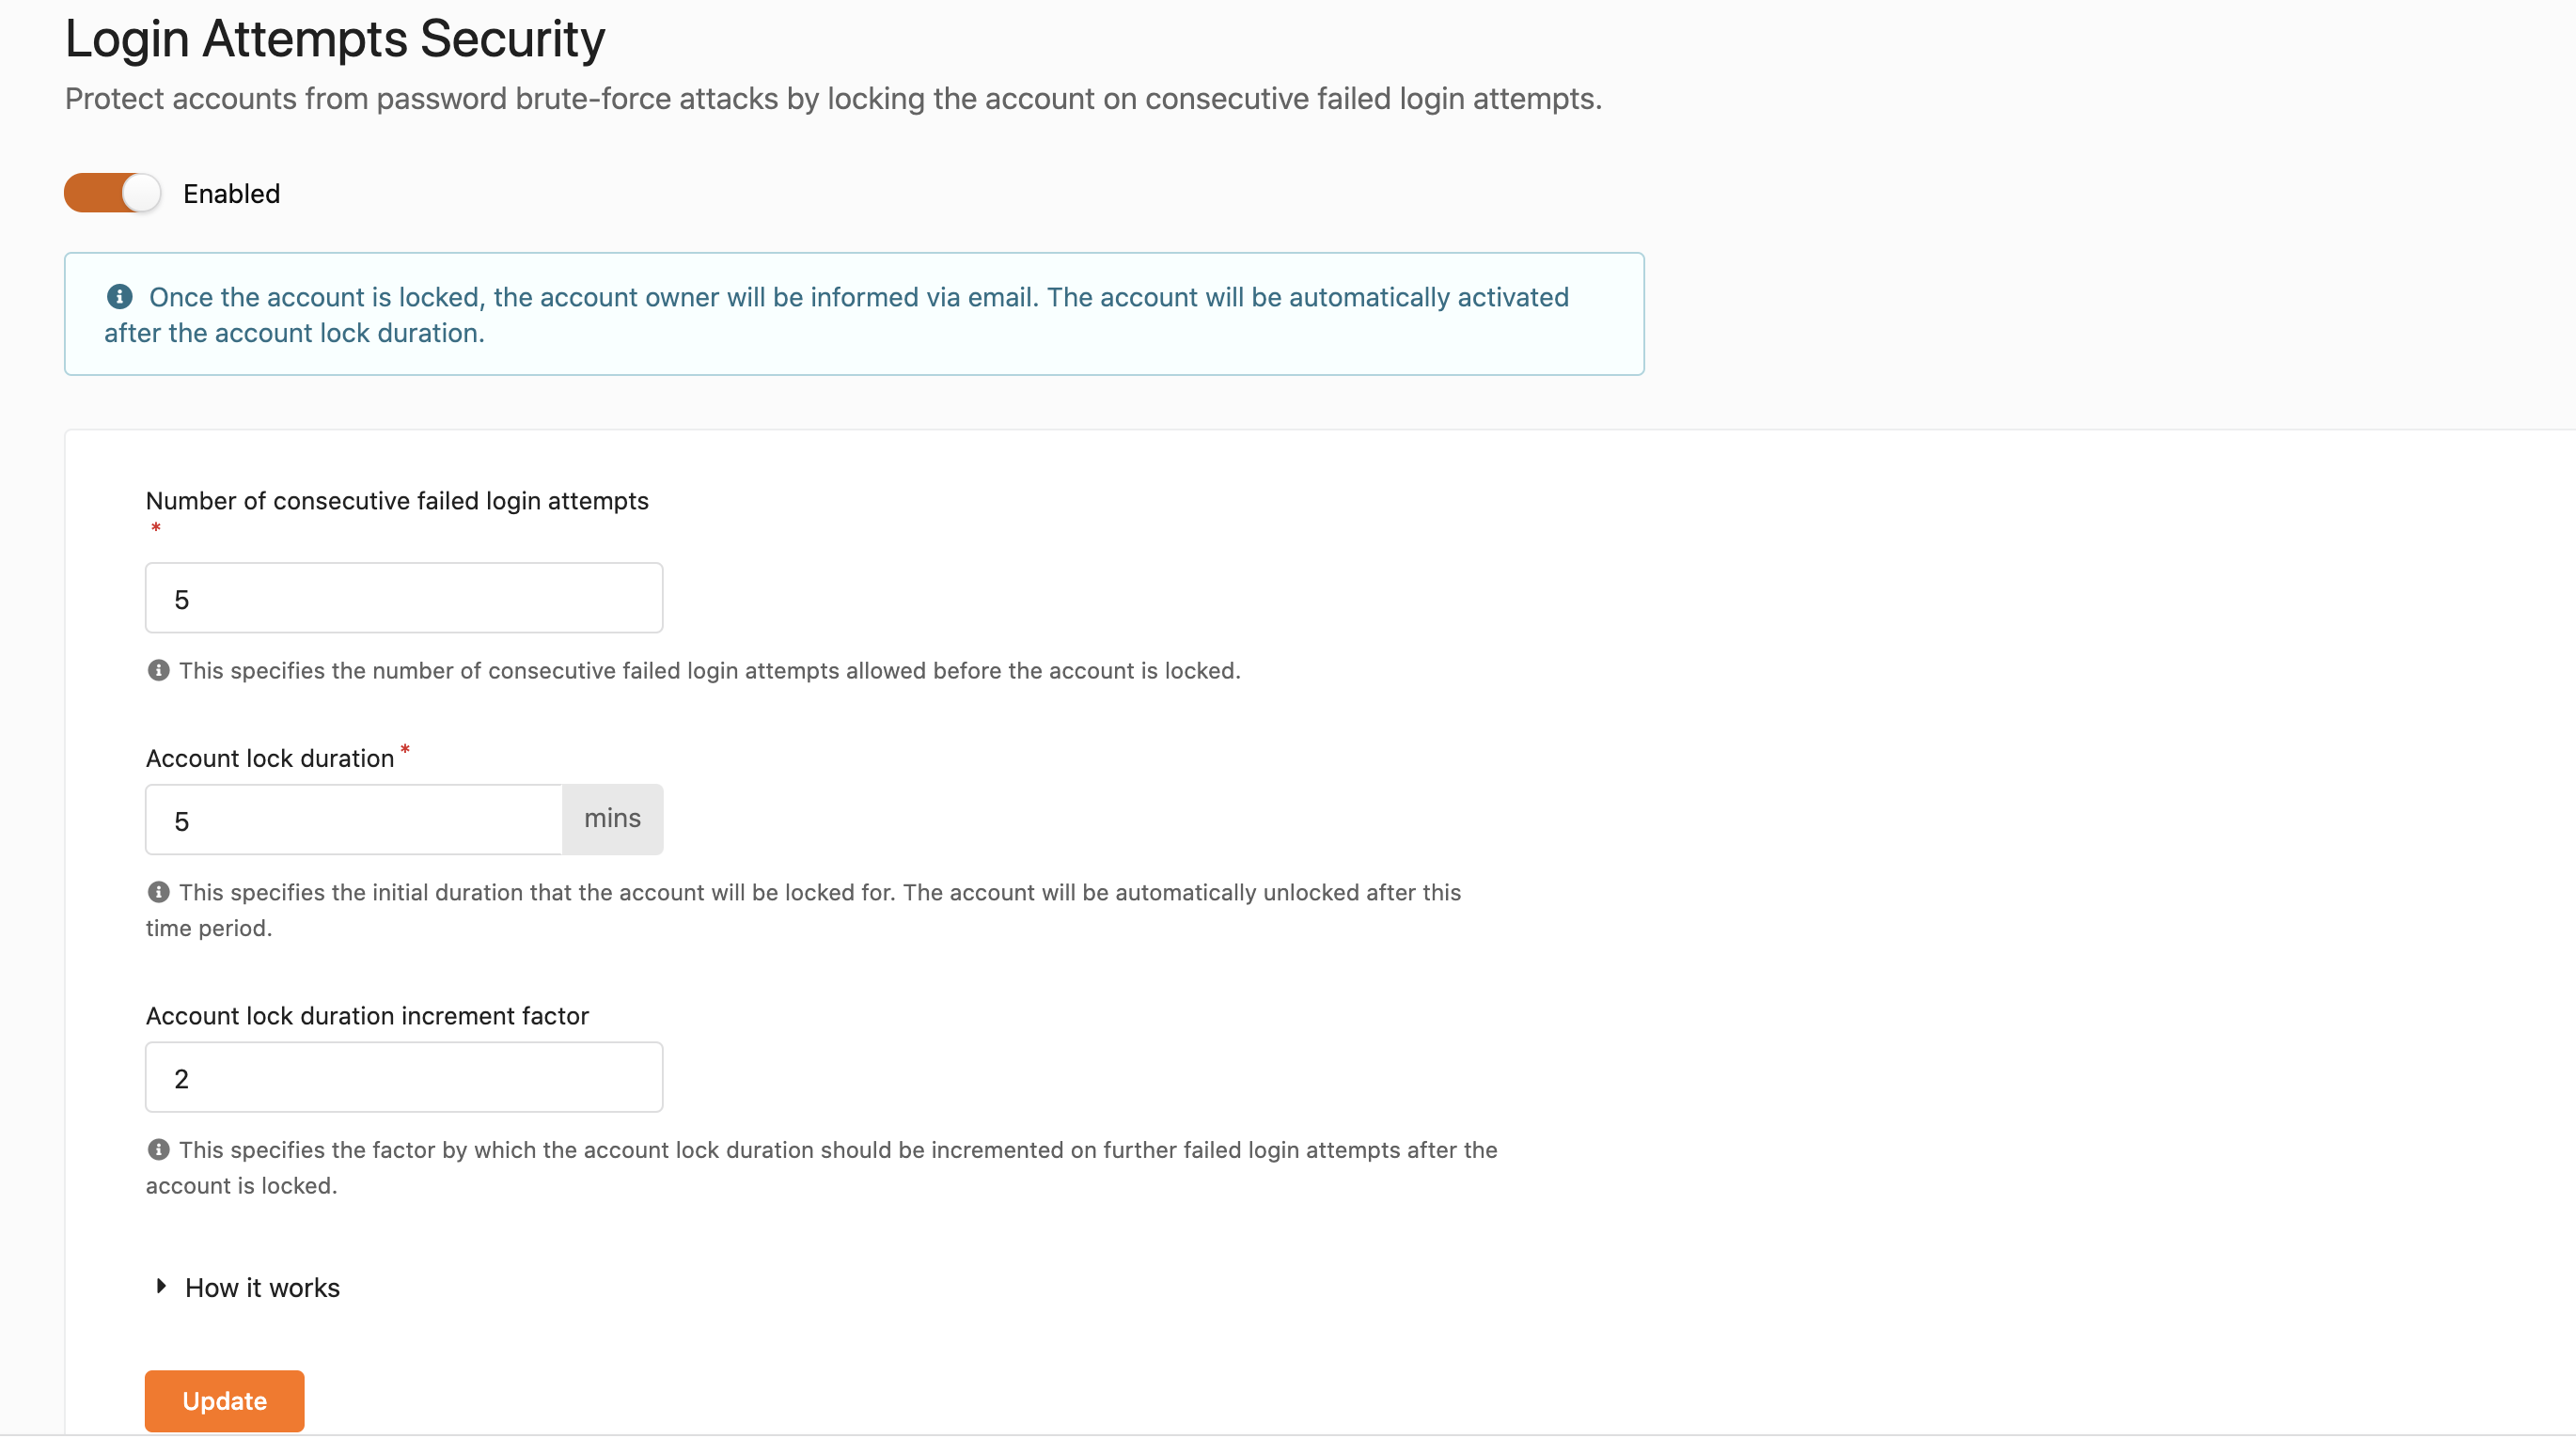 Login Attempts Security
Protect accounts from password brute-force attacks by locking the account on consecutive failed login attempts.
Enabled
Once the account is locked, the account owner will be informed via email. The account will be automatically activated
after the account lock duration.
Number of consecutive failed login attempts
*
5
This specifies the number of consecutive failed login attempts allowed before the account is locked.
Account lock duration *
5 mins
This specifies the initial duration that the account will be locked for. The account will be automatically unlocked after this
time period.
Account lock duration increment factor
2
This specifies the factor by which the account lock duration should be incremented on further failed login attempts after the
account is locked.
How it works
Update